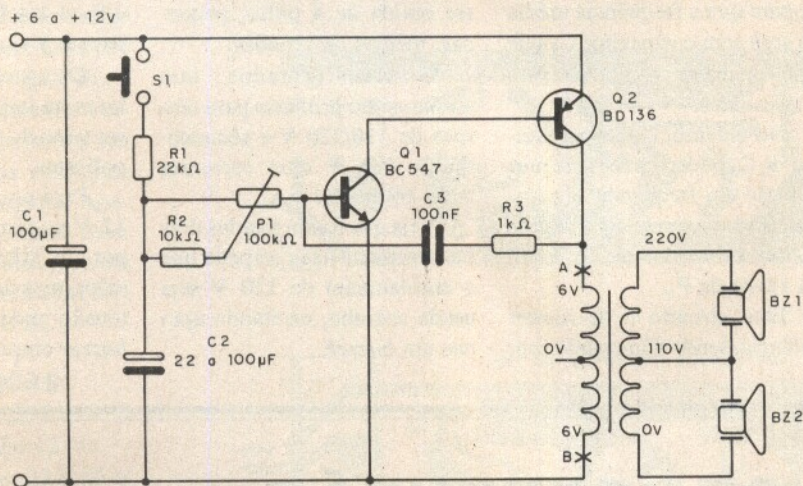 + 6 a + 12V
S1
Q2
BD136
R1
22kΩ
Q1
BC547
C3
100nF
R3
1kΩ
C1
100µF
R2
10kΩ
P1
100kΩ
A
6V
220V
BZ1
0V
110V
C2
22 a 100µF
6V
0V
BZ2
B